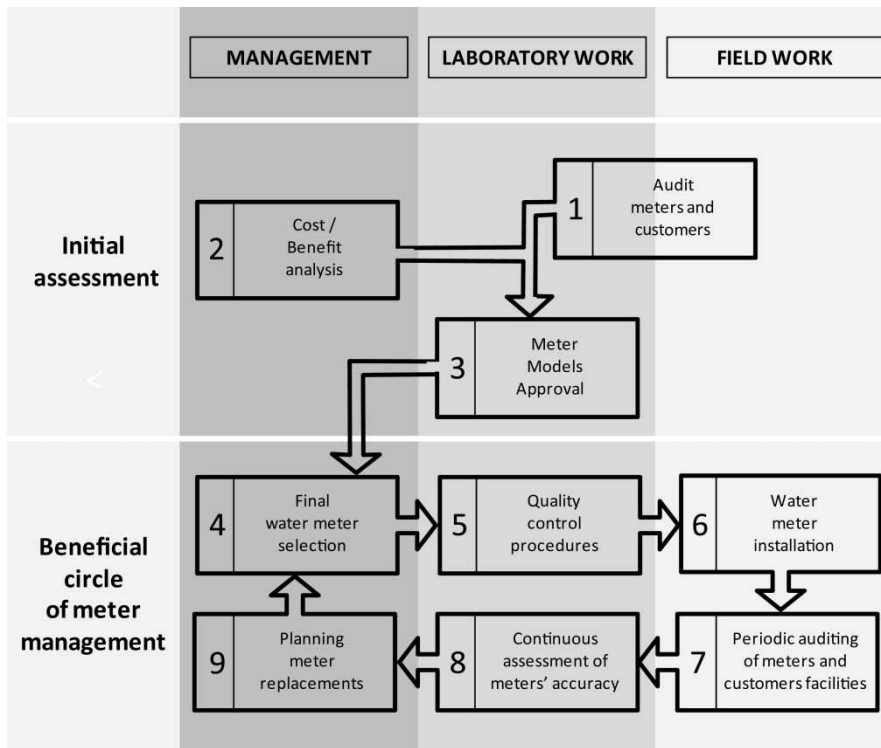 MANAGEMENT
LABORATORY WORK
FIELD WORK
Initial
assessment
1
Audit
meters and
customers
2
Cost /
Benefit
analysis
3
Meter
Models
Approval
<
Beneficial
circle
of meter
management
4
Final
water meter
selection
5
Quality
control
procedures
6
Water
meter
installation
7
Periodic auditing
of meters and
customers facilities
8
Continuous
assessment of
meters’ accuracy
9
Planning
meter
replacements